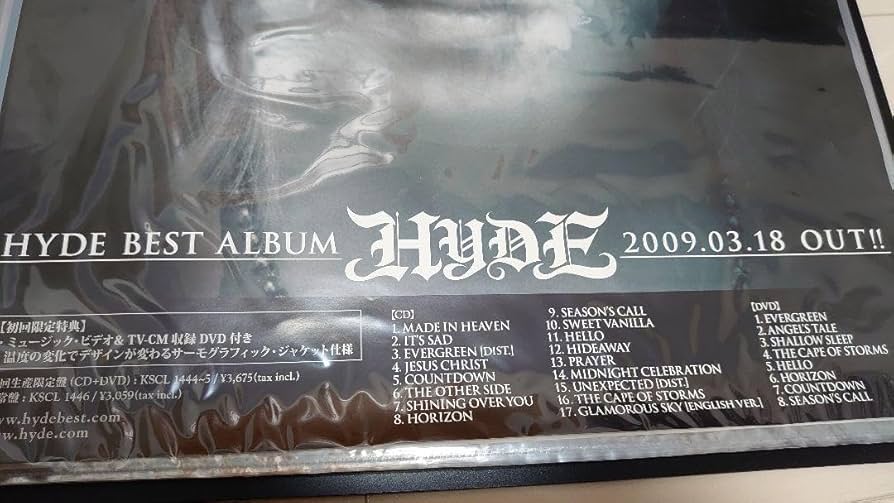 HYDE BEST ALBUM HYDE 2009.03.18 OUT!!
【初回限定特典】
・ミュージック・ビデオ& TV-CM 収録 DVD 付き
温度の変化でデザインが変わるサーモグラフィック・ジャケット仕様
回生産限定盤 (CD+DVD) : KSCL 1444~5 / ¥3,675(tax incl.)
常盤 : KSCL 1446 / ¥3,059(tax incl.)
www.hydebest.com
www.hyde.com
【CD】
1. MADE IN HEAVEN
2. IT'S SAD
3. EVERGREEN [DIST.]
4. JESUS CHRIST
5. COUNTDOWN
6. THE OTHER SIDE
7. SHINING OVER YOU
8. HORIZON
9. SEASON'S CALL
10. SWEET VANILLA
11. HELLO
12. HIDEAWAY
13. PRAYER
14. MIDNIGHT CELEBRATION
15. UNEXPECTED [DIST.]
16. THE CAPE OF STORMS
17. GLAMOROUS SKY [ENGLISH VER.]
【DVD】
1. EVERGREEN
2. ANGEL'S TALE
3. SHALLOW SLEEP
4. THE CAPE OF STORMS
5. HELLO
6. HORIZON
7. COUNTDOWN
8. SEASON'S CALL